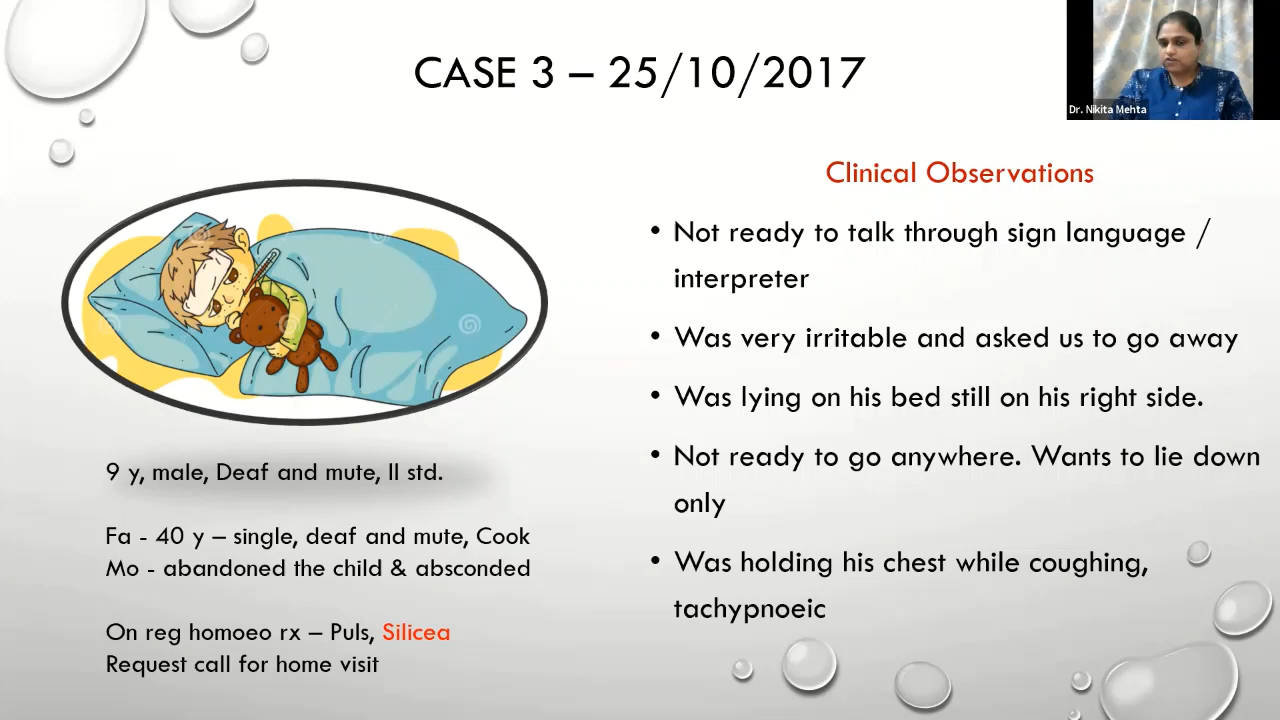 CASE 3 – 25/10/2017
Dr. Nikita Mehta
9 y, male, Deaf and mute, II std.
Fa - 40 y – single, deaf and mute, Cook
Mo - abandoned the child & absconded
On reg homoeo rx – Puls, Silicea
Request call for home visit
Clinical Observations
• Not ready to talk through sign language /
interpreter
• Was very irritable and asked us to go away
• Was lying on his bed still on his right side.
• Not ready to go anywhere. Wants to lie down
only
• Was holding his chest while coughing,
tachypnoeic